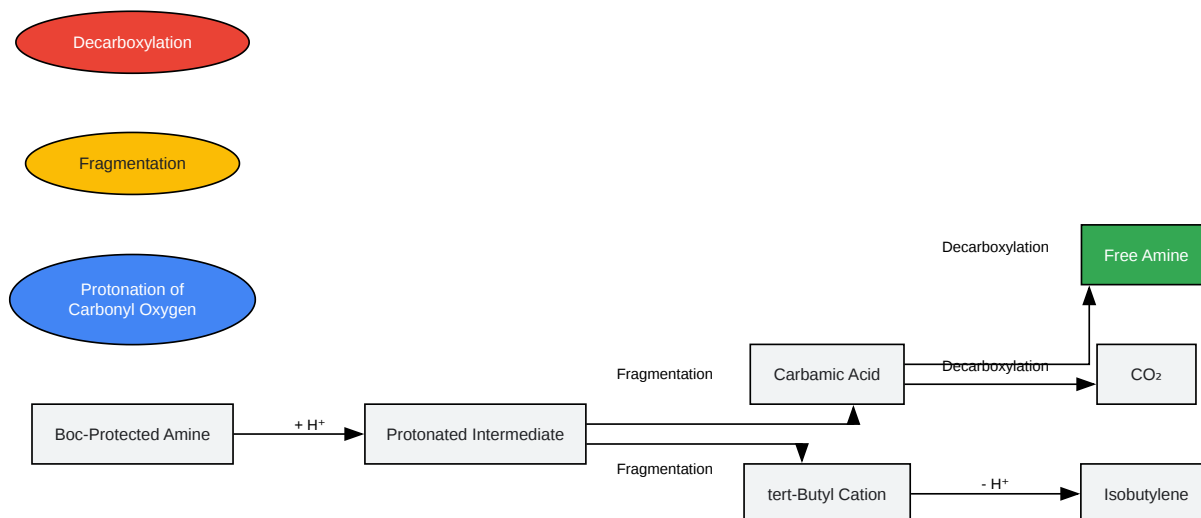 Decarboxylation
Fragmentation
Protonation of
Carbonyl Oxygen
Decarboxylation
Free Amine
Fragmentation
Carbamic Acid
Decarboxylation
CO₂
Boc-Protected Amine
+ H⁺
Protonated Intermediate
Fragmentation
tert-Butyl Cation
- H⁺
Isobutylene